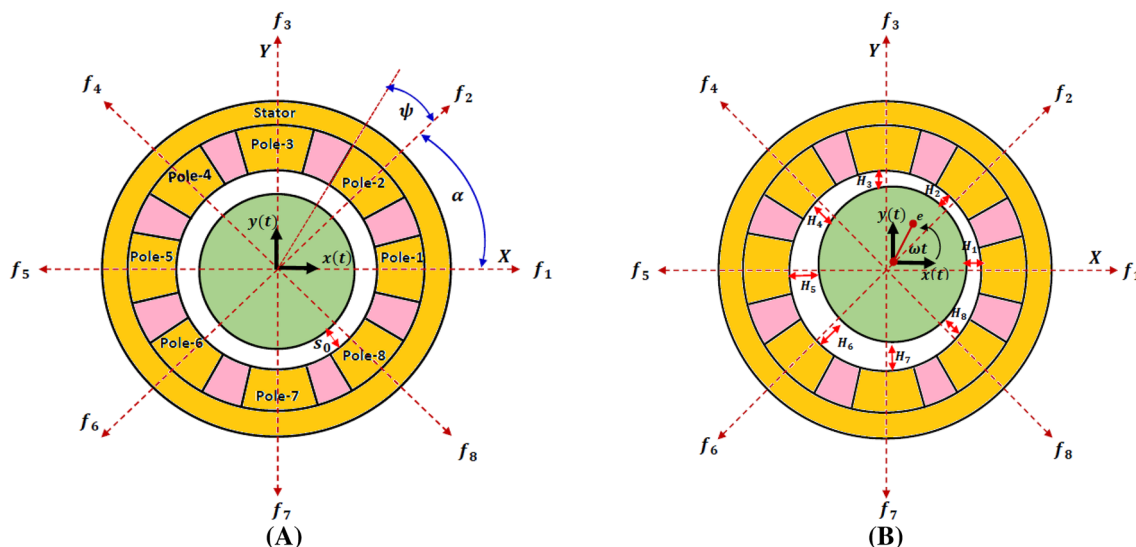 f₃
Y
f₄
f₂
ψ
Stator
Pole-3
Pole-4
Pole-2
α
y(t)
X
Pole-5
x(t)
Pole-1
f₅
f₁
S₀
Pole-6
Pole-8
Pole-7
f₆
f₈
f₇
(A)
f₃
Y
f₄
f₂
H₃
H₂
H₄
y(t)
e
ωt
H₁
X
f₅
x(t)
f₁
H₅
H₈
H₆
H₇
f₆
f₈
f₇
(B)